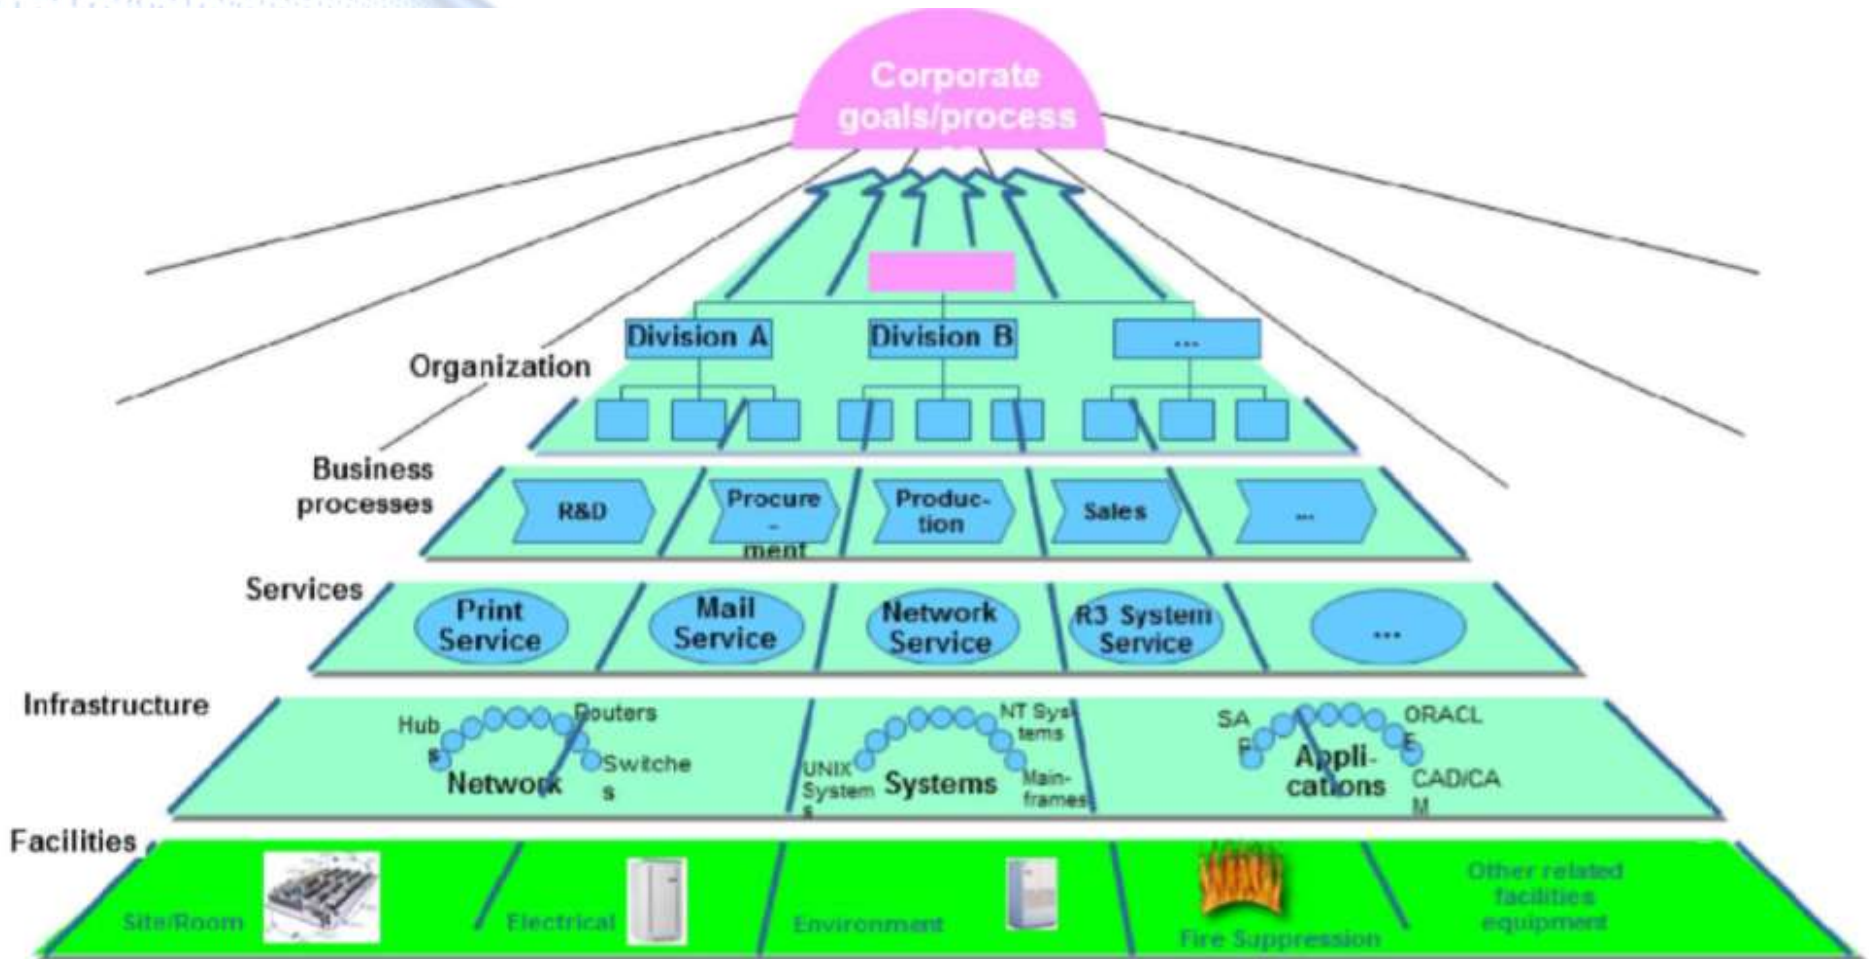 Corporate
goals/process
Division A
Division B
...
Organization
Business
processes
R&D
Procure
-
ment
Produc-
tion
Sales
...
Services
Print
Service
Mail
Service
Network
Service
R3 System
Service
...
Infrastructure
Hub
s
Routers
Switche
s
Network
UNIX
System
s
Systems
NT Sys-
tems
Main-
frames
SA
P
Appli-
cations
ORACL
E
CAD/CA
M
Facilities
Site/Room
Electrical
Environment
Fire Suppression
Other related
facilities
equipment